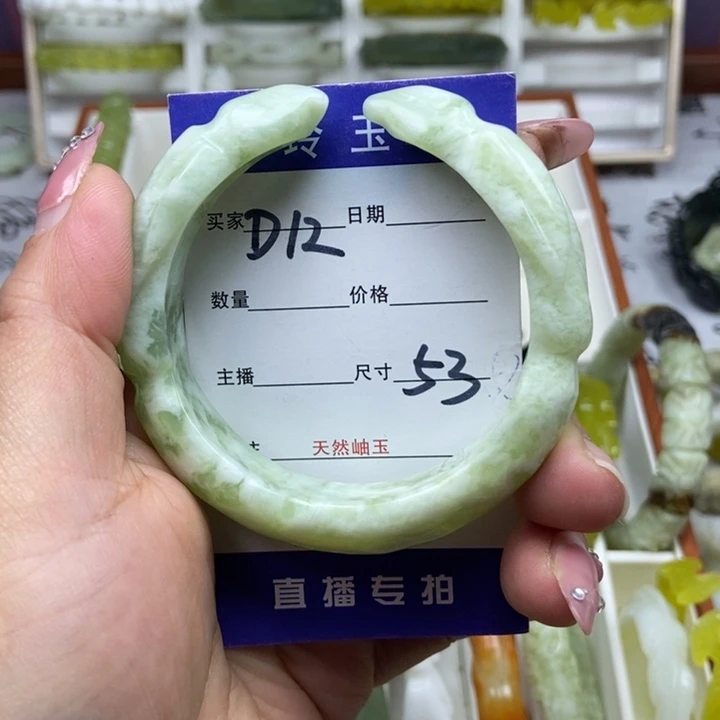 玉
买家 D12 日期
数量 价格
主播 尺寸 53
天然岫玉
直播专拍